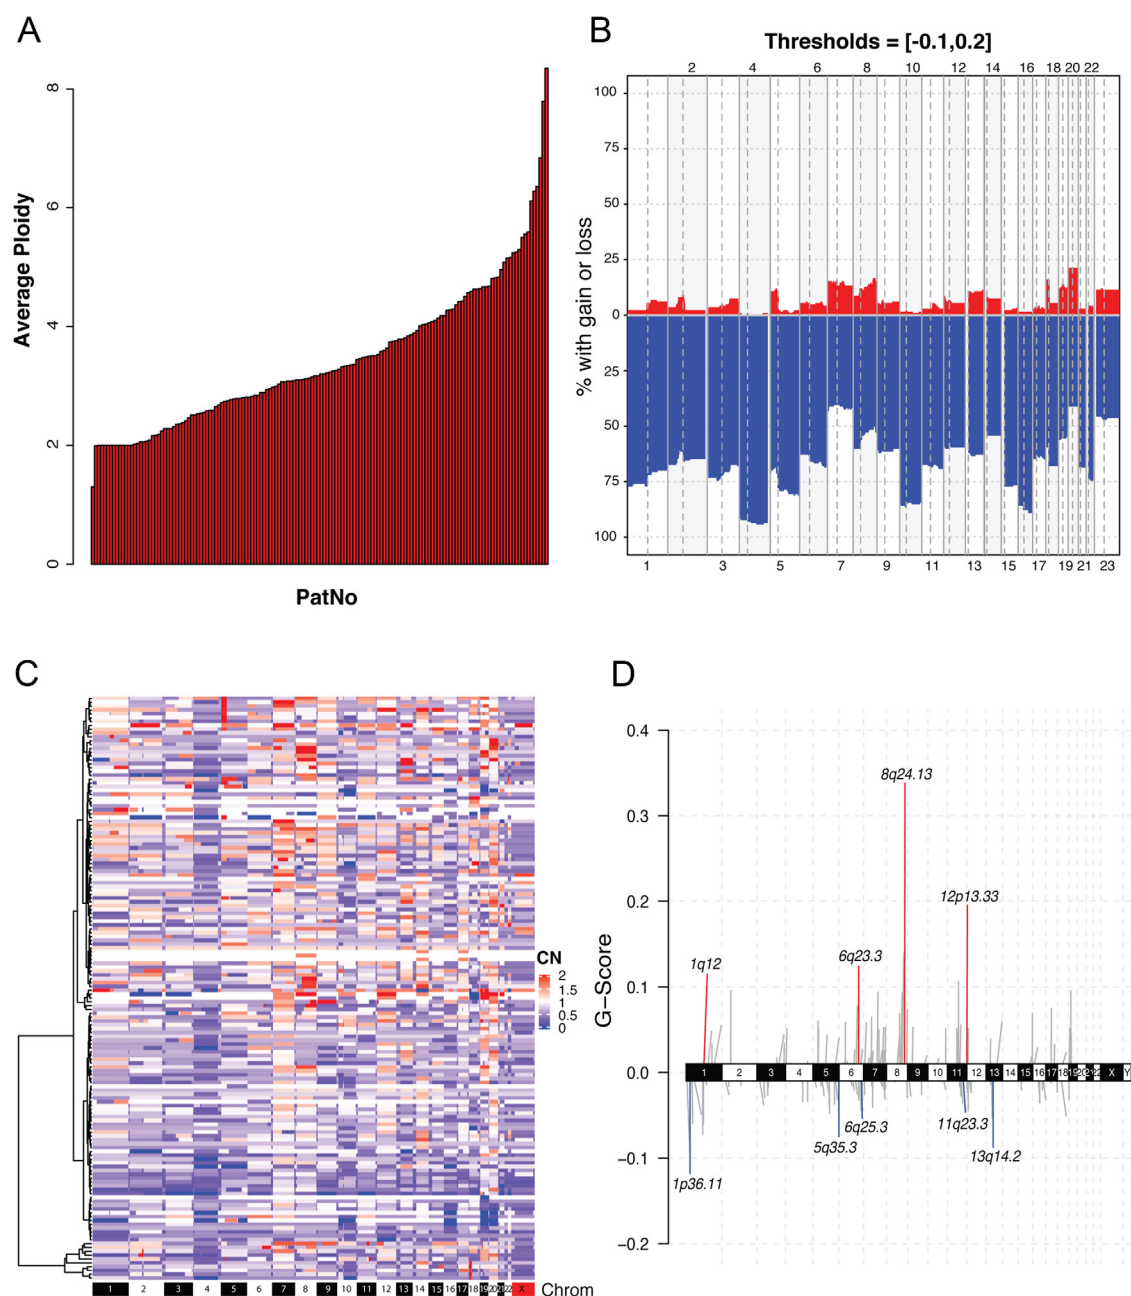 A
Average Ploidy
0
2
4
6
8
PatNo
B
Thresholds = [-0.1,0.2]
2 4 6 8 10 12 14 16 18 20 22
% with gain or loss
100
75
50
25
0
25
50
75
100
1 3 5 7 9 11 13 15 17 19 21 23
C
CN
2
1.5
1
0.5
0
1 2 3 4 5 6 7 8 9 10 11 12 13 14 15 16 17 18 19 X Chrom
D
G-Score
0.4
0.3
0.2
0.1
0.0
-0.1
-0.2
8q24.13
12p13.33
6q23.3
1q12
1 2 3 4 5 6 7 8 9 10 11 12 13 14 15 16 17 18 19 X Y
11q23.3
6q25.3
5q35.3
13q14.2
1p36.11